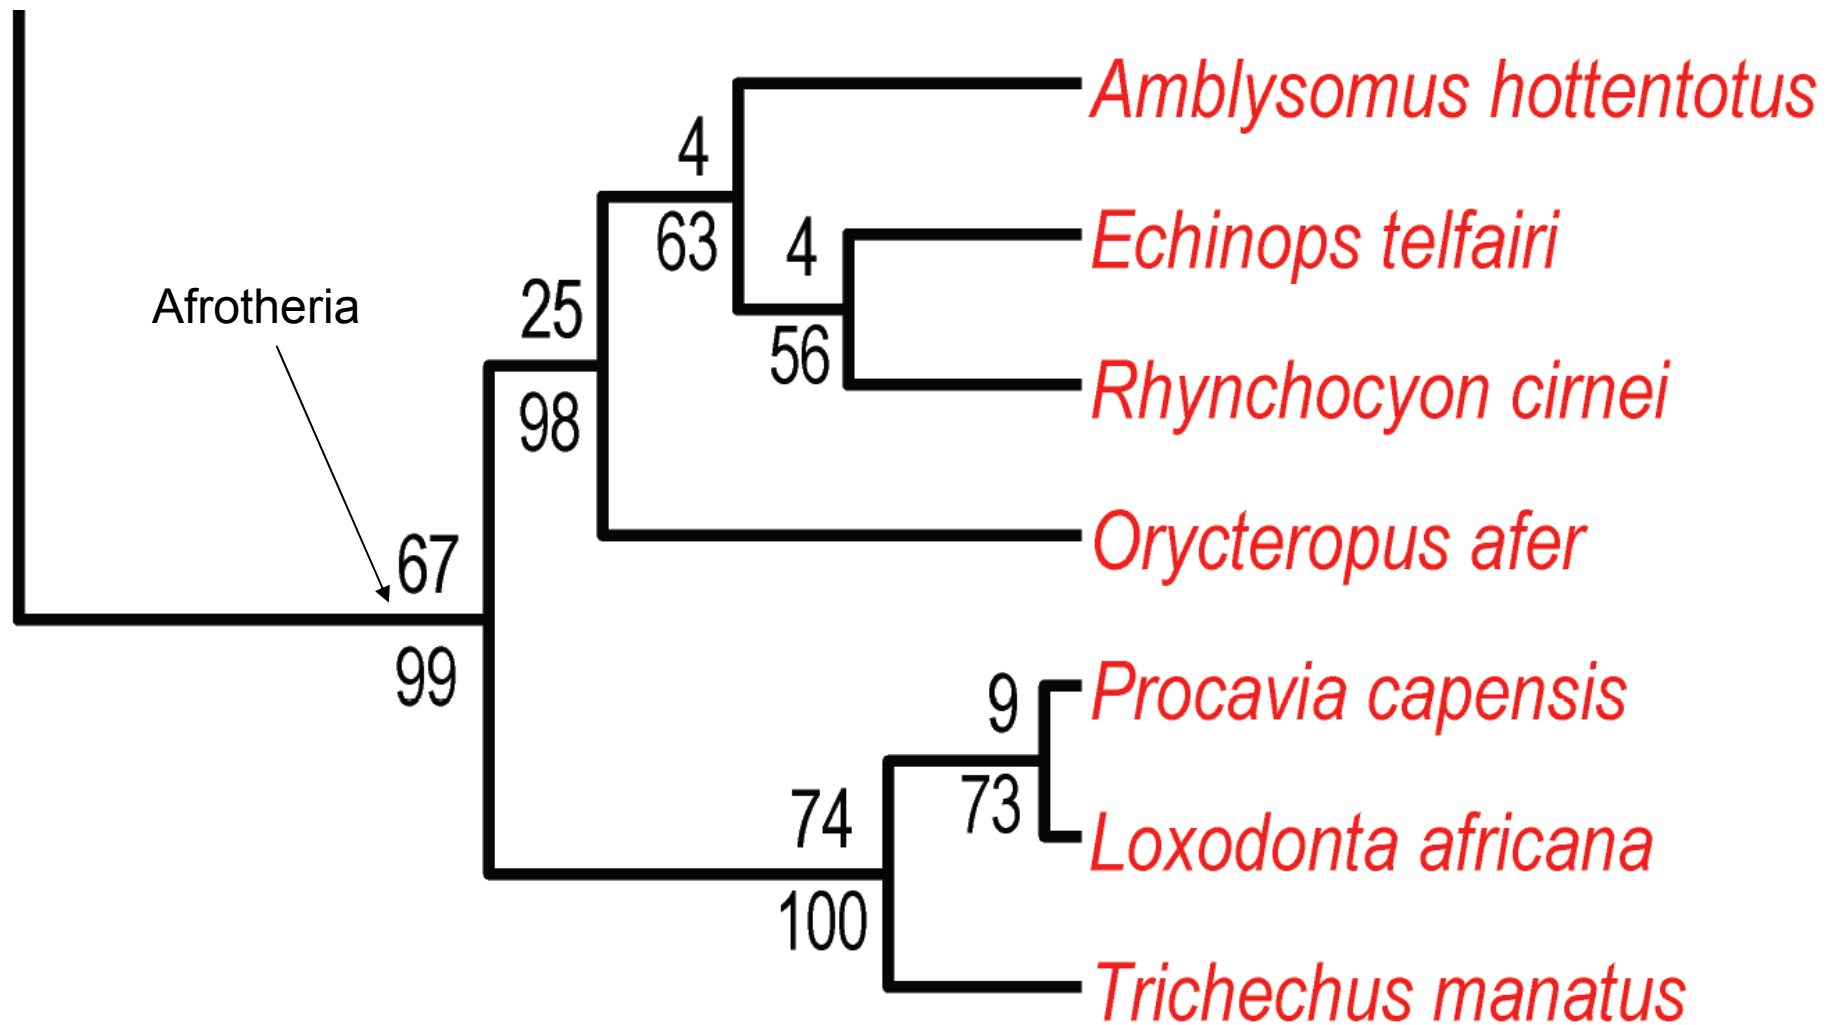 Amblysomus hottentotus
4
63
Echinops telfairi
4
56
Rhynchocyon cirnei
25
98
Afrotheria
Orycteropus afer
67
99
Procavia capensis
9
73
Loxodonta africana
74
100
Trichechus manatus